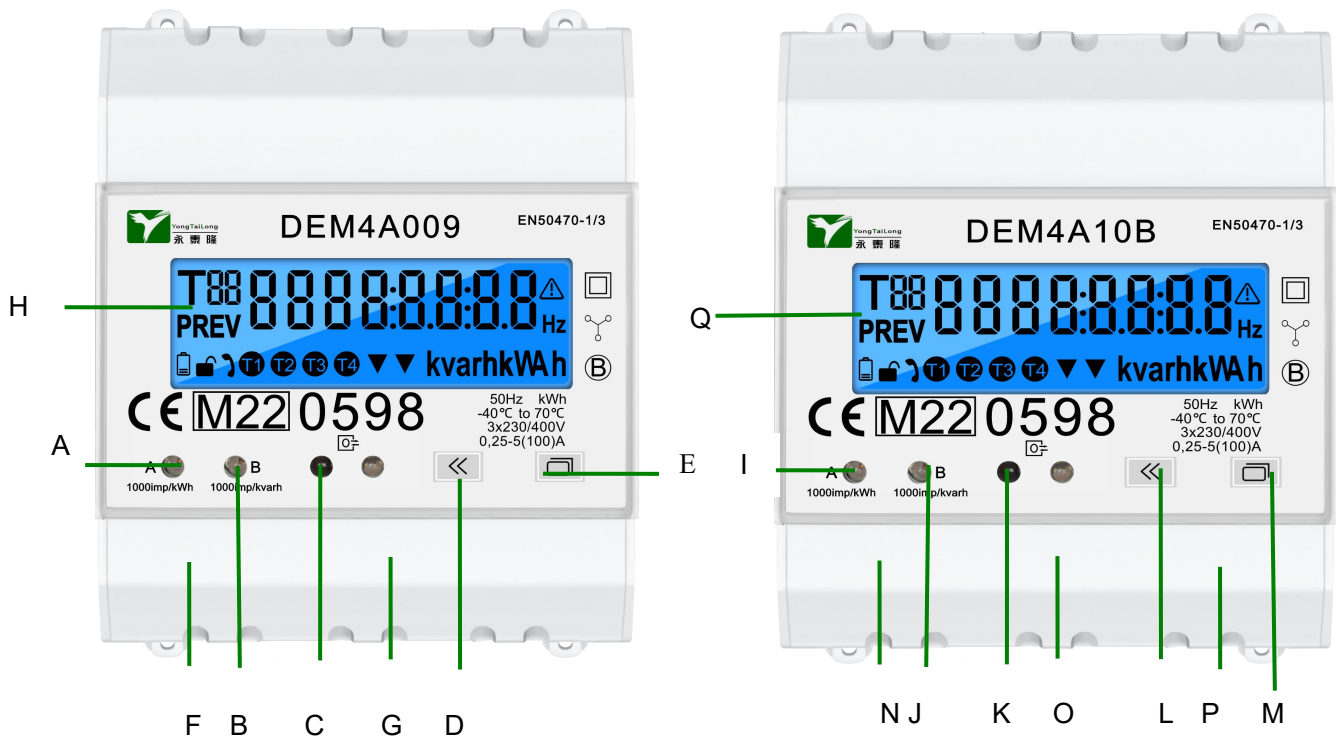 YongTaiLong
永泰隆
DEM4A009
EN50470-1/3
T88 8888:8.8:8.8
PREV
Hz
T1 T2 T3 T4 kvarhkWAh
B
CE M22 0598
50Hz kWh
-40℃ to 70℃
3x230/400V
0,25-5(100)A
A
B
1000imp/kWh
1000imp/kvarh
H
A
E
F B C G D
YongTaiLong
永泰隆
DEM4A10B
EN50470-1/3
T88 8888:8.8:8.8
PREV
Hz
T1 T2 T3 T4 kvarhkWAh
B
CE M22 0598
50Hz kWh
-40℃ to 70℃
3x230/400V
0,25-5(100)A
A
B
1000imp/kWh
1000imp/kvarh
Q
I
N J K O L P M